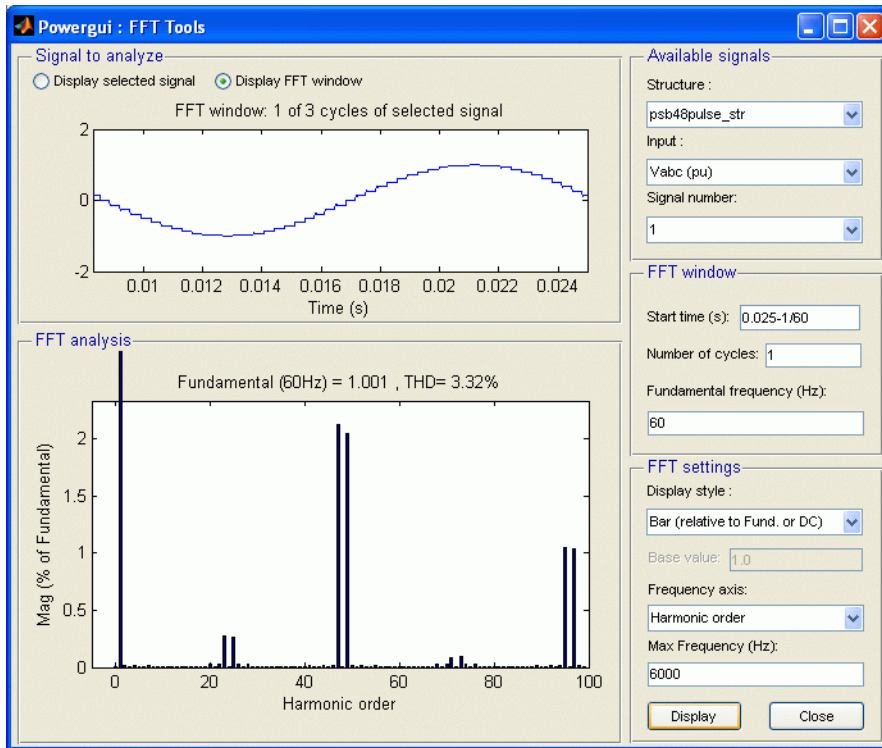 Powergui : FFT Tools
Signal to analyze
Display selected signal
Display FFT window
FFT window: 1 of 3 cycles of selected signal
2
0
-2
0.01 0.012 0.014 0.016 0.018 0.02 0.022 0.024
Time (s)
FFT analysis
Fundamental (60Hz) = 1.001 , THD= 3.32%
Mag (% of Fundamental)
2
1.5
1
0.5
0
0 20 40 60 80 100
Harmonic order
Available signals
Structure :
psb48pulse_str
Input :
Vabc (pu)
Signal number:
1
FFT window
Start time (s): 0.025-1/60
Number of cycles: 1
Fundamental frequency (Hz):
60
FFT settings
Display style :
Bar (relative to Fund. or DC)
Base value: 1.0
Frequency axis:
Harmonic order
Max Frequency (Hz):
6000
Display Close